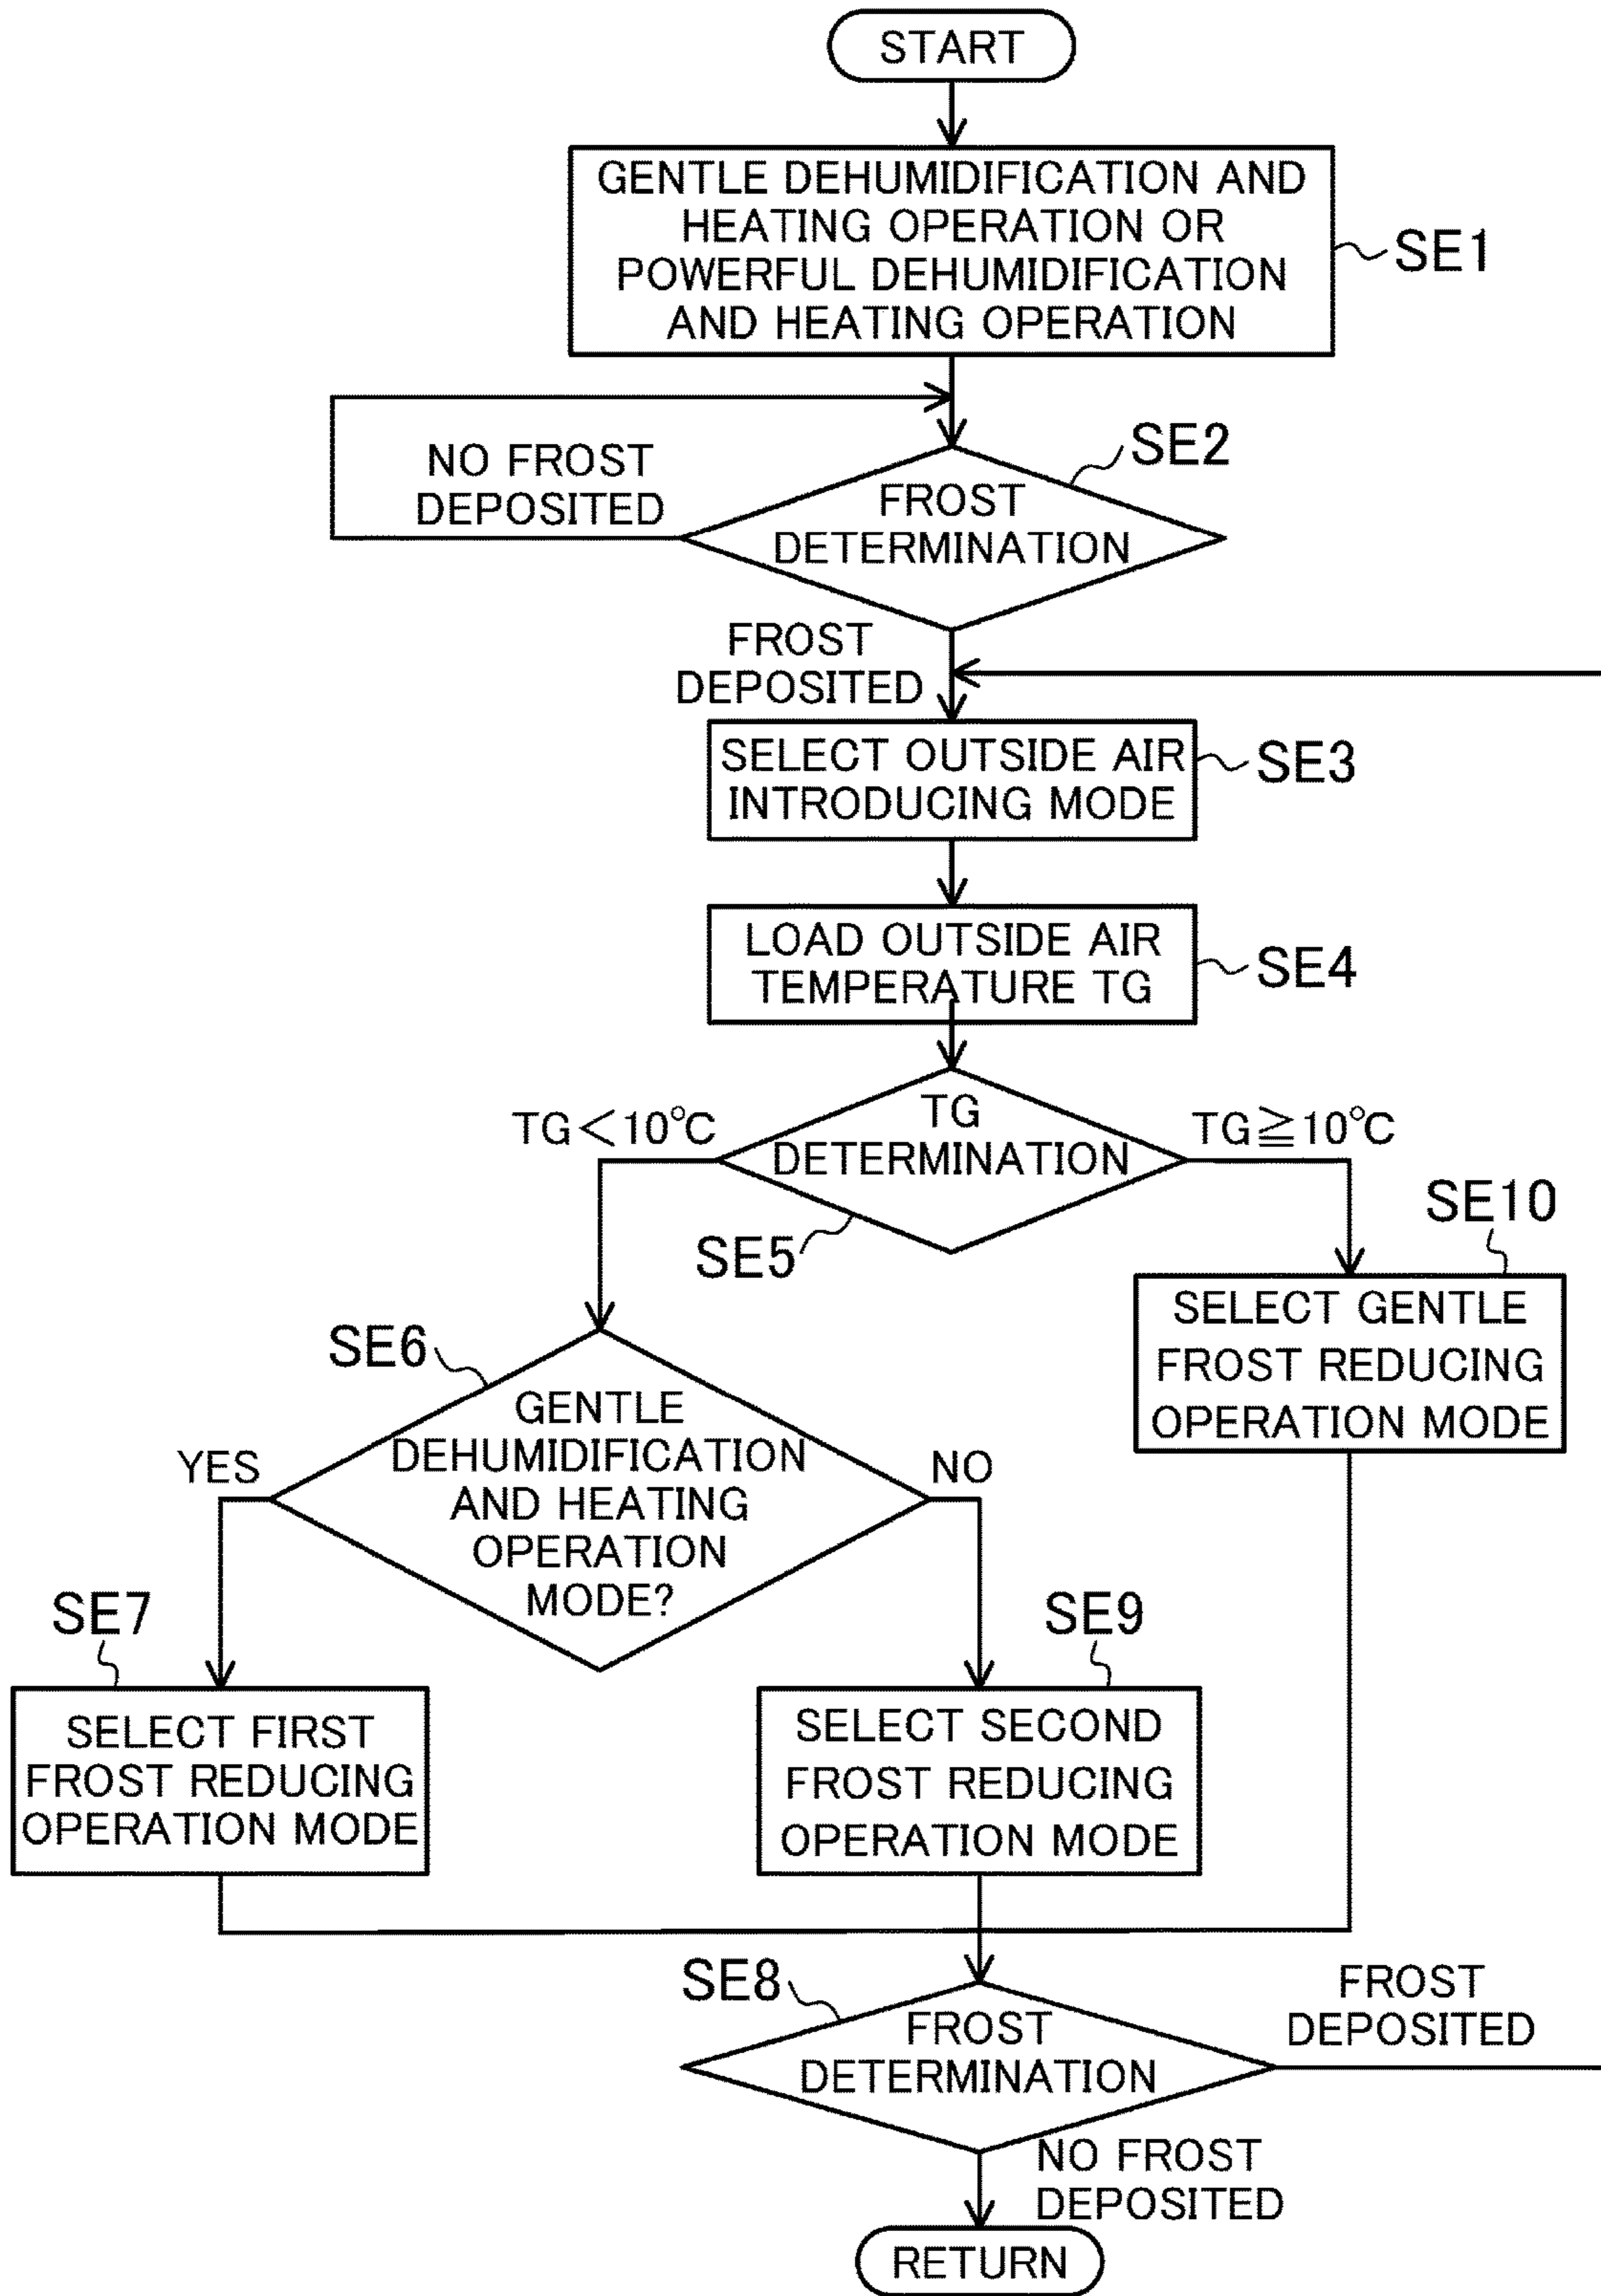 START
GENTLE DEHUMIDIFICATION AND
HEATING OPERATION OR
POWERFUL DEHUMIDIFICATION
AND HEATING OPERATION
SE1
NO FROST
DEPOSITED
SE2
FROST
DETERMINATION
FROST
DEPOSITED
SELECT OUTSIDE AIR
INTRODUCING MODE
SE3
LOAD OUTSIDE AIR
TEMPERATURE TG
SE4
TG<10°C
TG
DETERMINATION
TG≧10°C
SE5
SE10
SELECT GENTLE
FROST REDUCING
OPERATION MODE
SE6
GENTLE
DEHUMIDIFICATION
AND HEATING
OPERATION
MODE?
YES
NO
SE7
SELECT FIRST
FROST REDUCING
OPERATION MODE
SE9
SELECT SECOND
FROST REDUCING
OPERATION MODE
SE8
FROST
DETERMINATION
FROST
DEPOSITED
NO FROST
DEPOSITED
RETURN